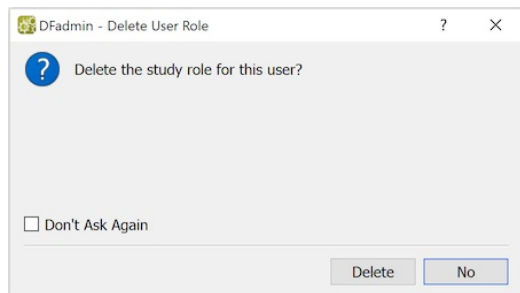 DFadmin - Delete User Role ? ×
? Delete the study role for this user?
Don't Ask Again
Delete No